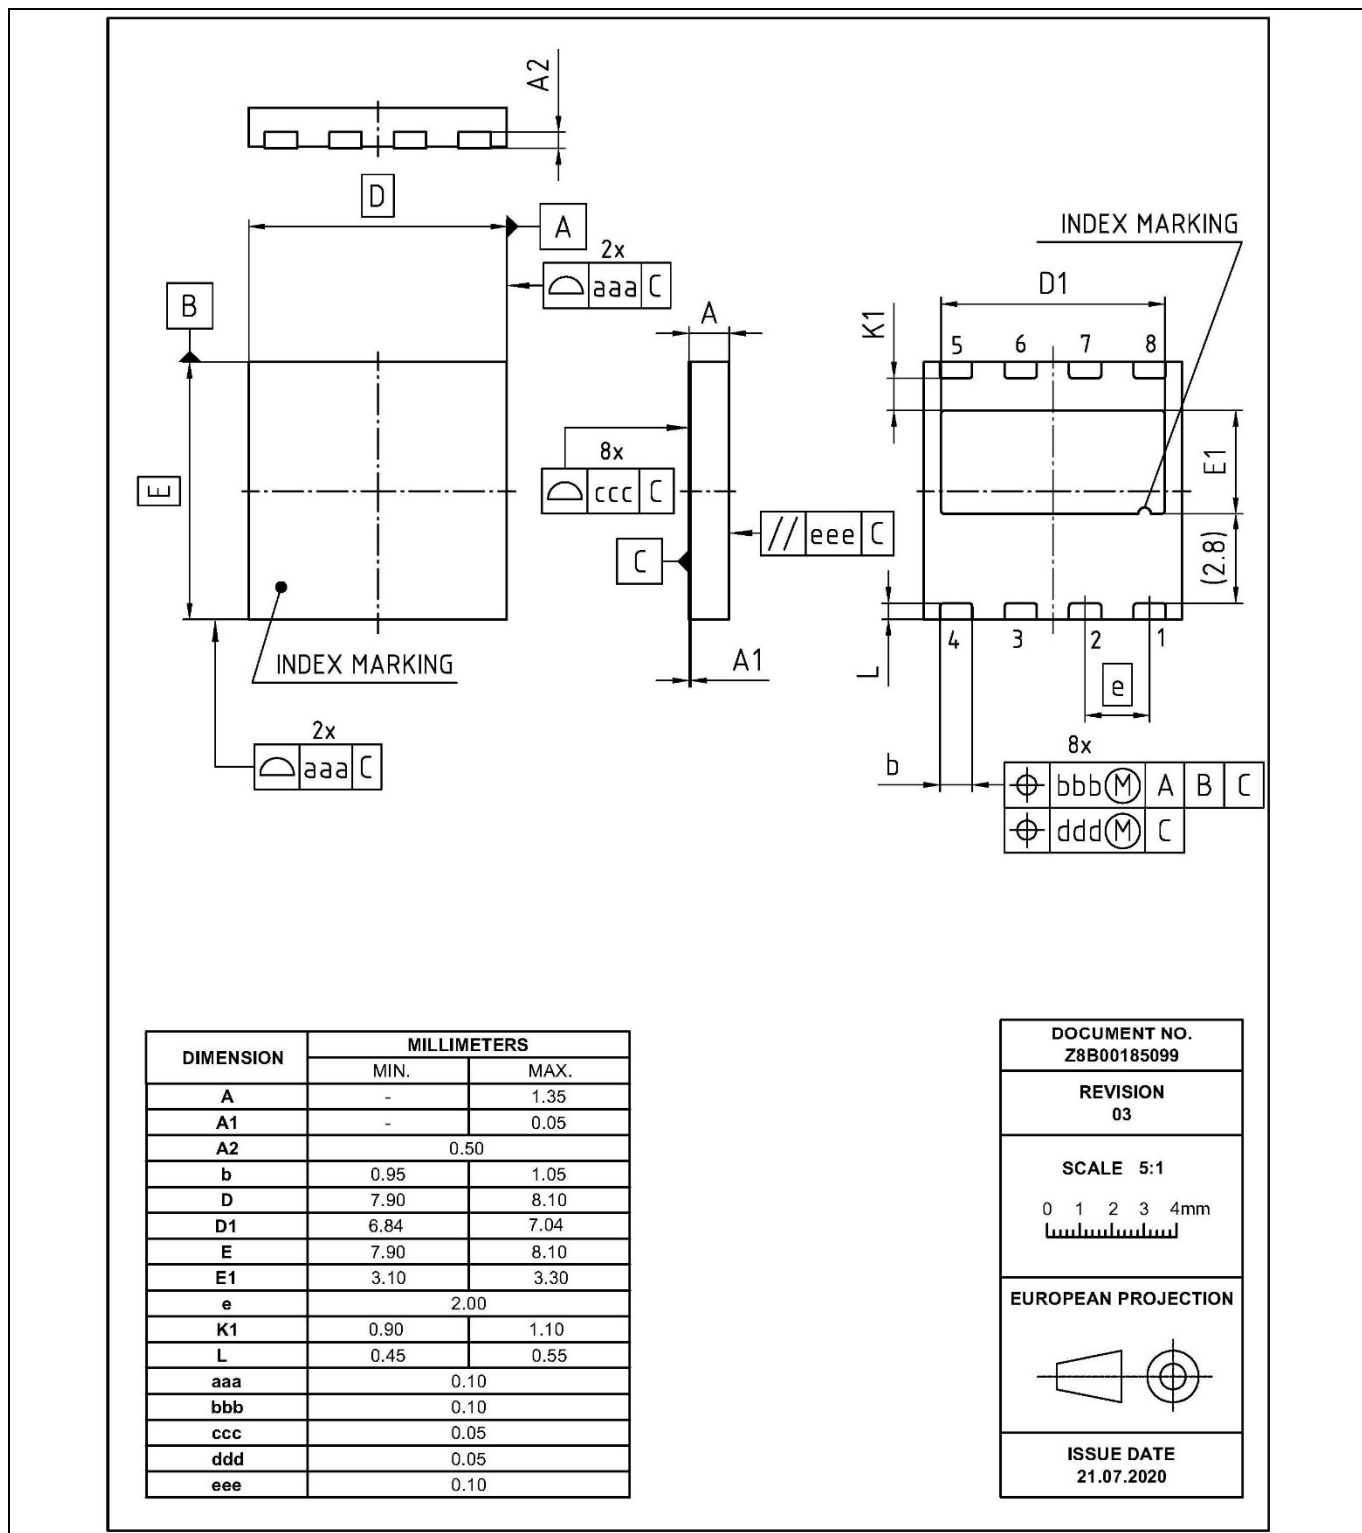 A2
D
A
2x
aaa C
B
E
INDEX MARKING
2x
aaa C
A
8x
ccc C
// eee C
C
A1
INDEX MARKING
D1
K1
5 6 7 8
E1
(2.8)
L
4 3 2 1
e
b
8x
bbb M A B C
ddd M C
DIMENSION MILLIMETERS
MIN. MAX.
A - 1.35
A1 - 0.05
A2 0.50
b 0.95 1.05
D 7.90 8.10
D1 6.84 7.04
E 7.90 8.10
E1 3.10 3.30
e 2.00
K1 0.90 1.10
L 0.45 0.55
aaa 0.10
bbb 0.10
ccc 0.05
ddd 0.05
eee 0.10
DOCUMENT NO.
Z8B00185099
REVISION
03
SCALE 5:1
0 1 2 3 4mm
EUROPEAN PROJECTION
ISSUE DATE
21.07.2020